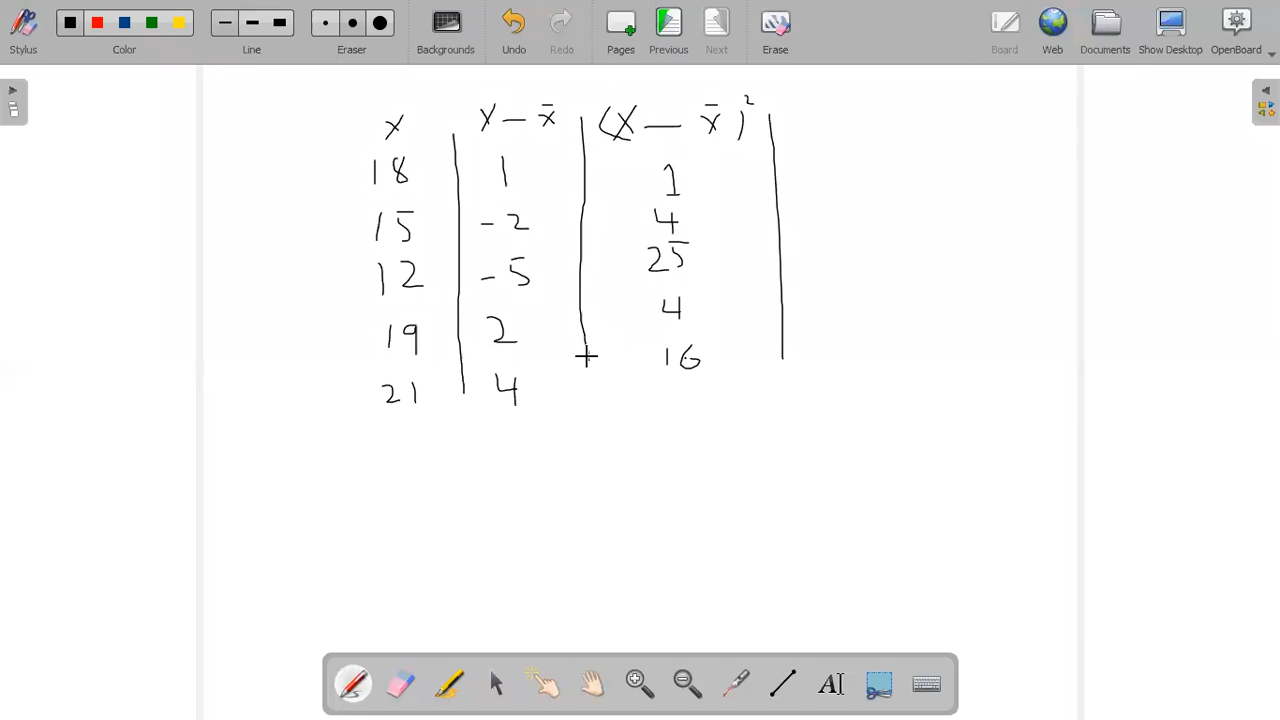 Stylus Color Line Eraser Backgrounds Undo Redo Pages Previous Next Erase Board Web Documents Show Desktop OpenBoard
x x - x̄ (x - x̄)²
18 1 1
15 -2 4
12 -5 25
19 2 4
21 4 16
A